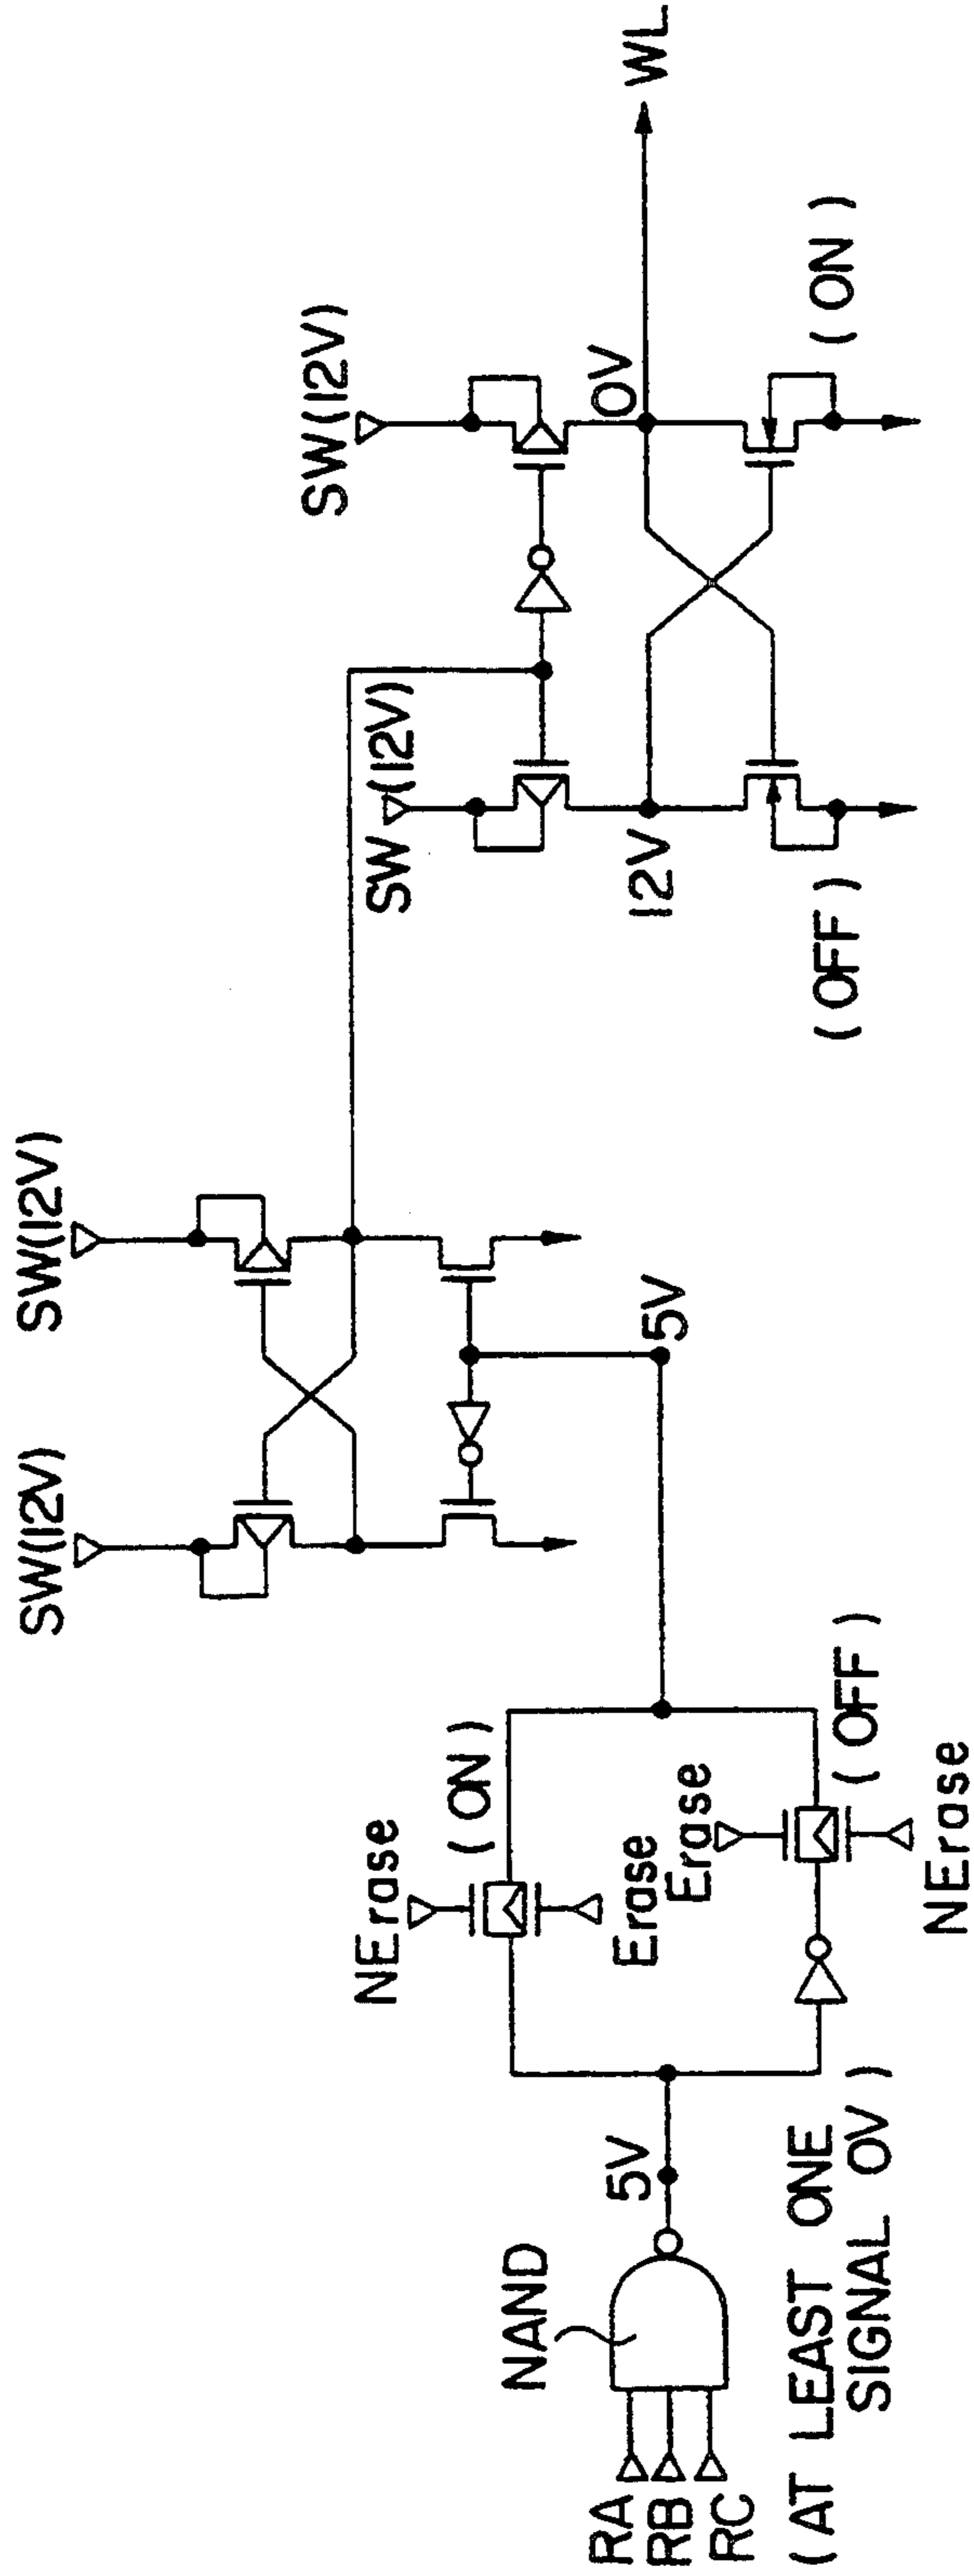 RA
RB
RC
(AT LEAST ONE
SIGNAL 0V)
NAND
5V
NErase
(ON)
Erase
Erase
(OFF)
NErase
SW(12V)
SW(12V)
5V
SW (12V)
12V
(OFF)
SW(12V)
0V
(ON)
WL